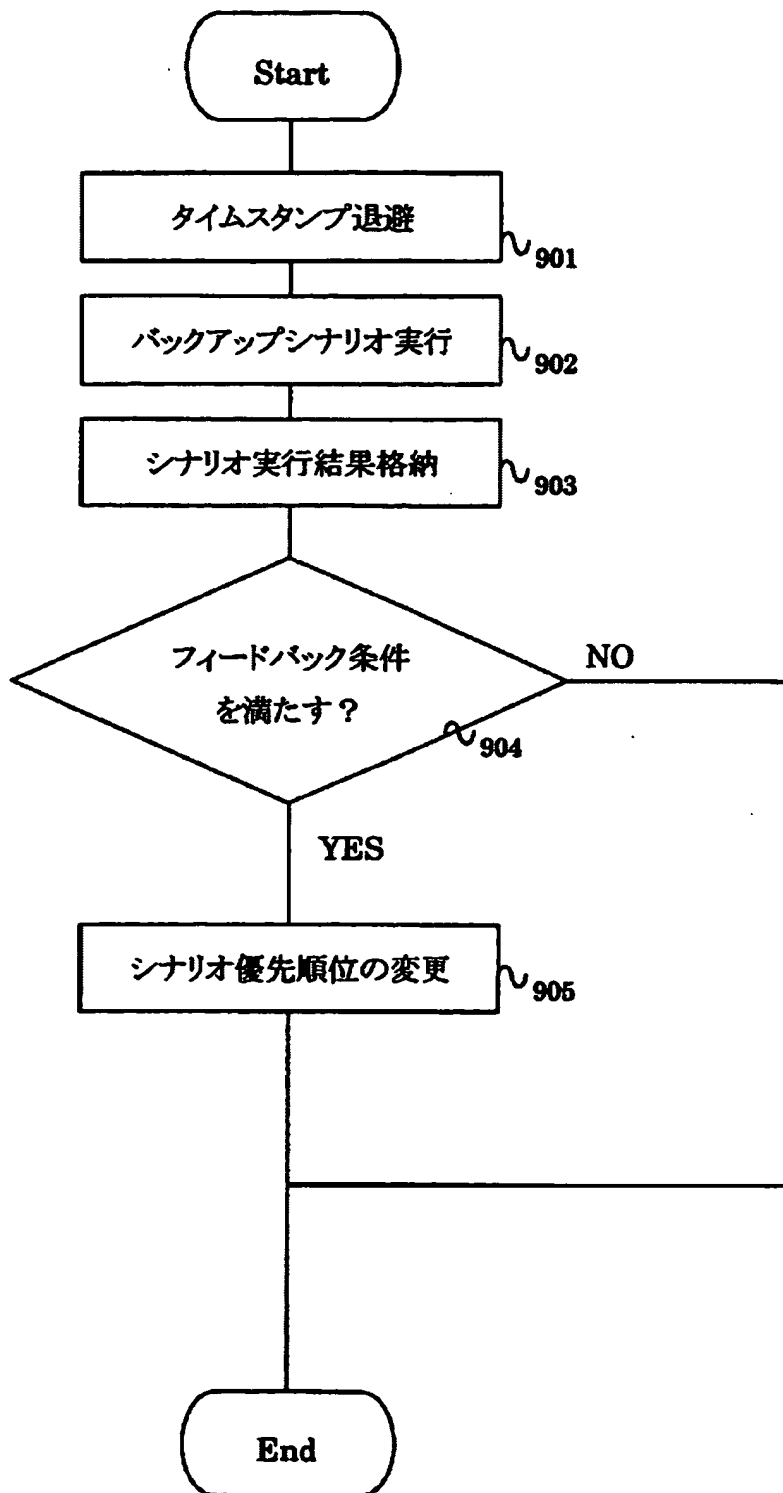 Start
タイムスタンプ退避
901
バックアップシナリオ実行
902
シナリオ実行結果格納
903
フィードバック条件
を満たす？
NO
904
YES
シナリオ優先順位の変更
905
End